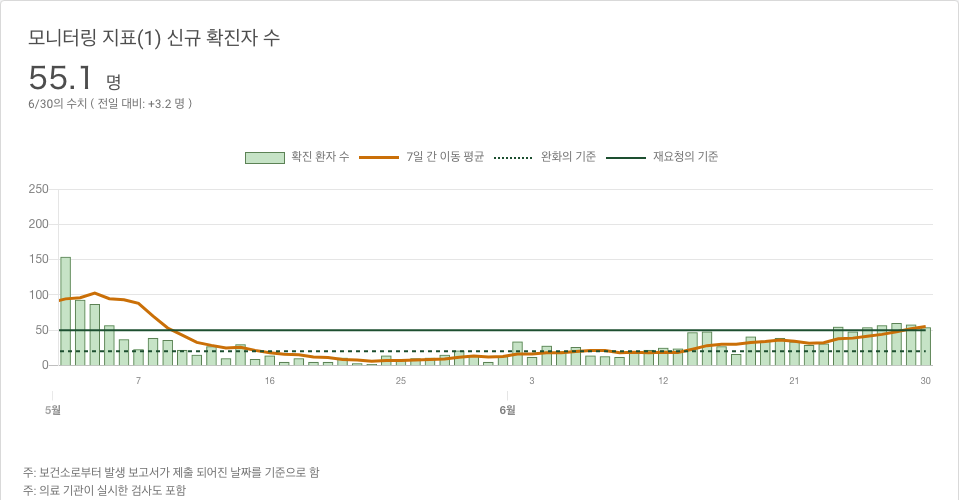 모니터링 지표(1) 신규 확진자 수
55.1 명
6/30의 수치 ( 전일 대비: +3.2 명 )
확진 환자 수 7일 간 이동 평균 완화의 기준 재요청의 기준
250
200
150
100
50
0
7 16 25 3 12 21 30
5월 6월
주: 보건소로부터 발생 보고서가 제출 되어진 날짜를 기준으로 함
주: 의료 기관이 실시한 검사도 포함